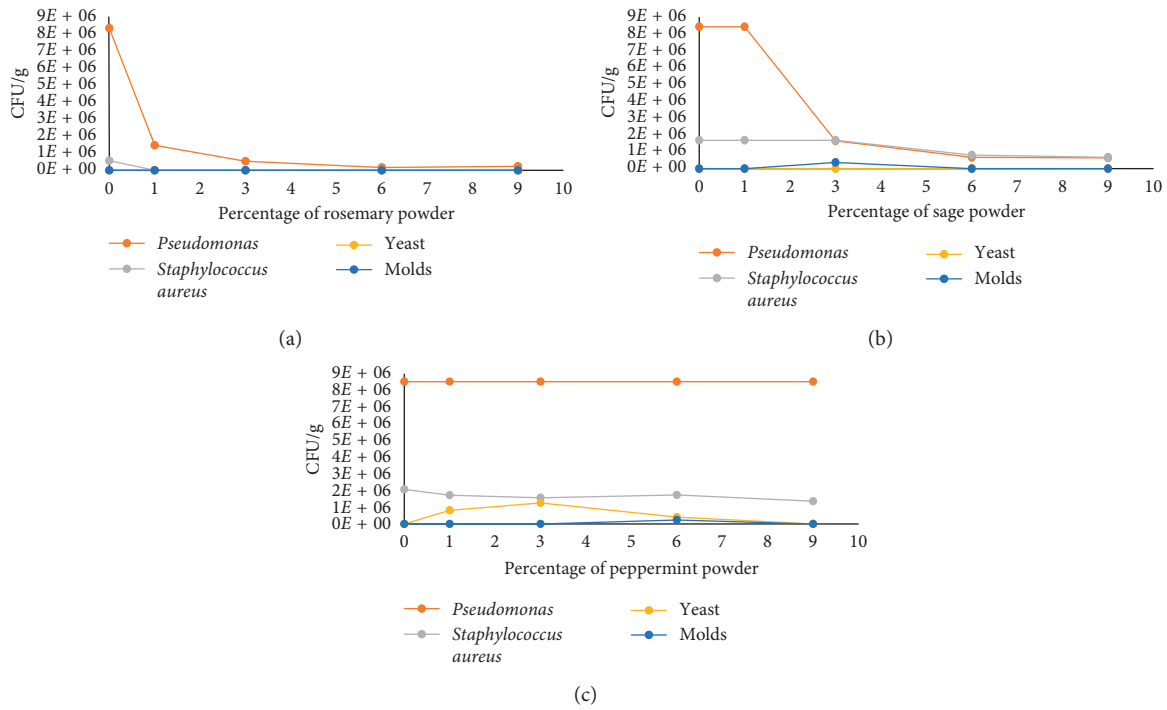 9E + 06
8E + 06
7E + 06
6E + 06
5E + 06
4E + 06
3E + 06
2E + 06
1E + 06
0E + 00
CFU/g
0 1 2 3 4 5 6 7 8 9 10
Percentage of rosemary powder
Pseudomonas
Staphylococcus
aureus
Yeast
Molds
(a)
9E + 06
8E + 06
7E + 06
6E + 06
5E + 06
4E + 06
3E + 06
2E + 06
1E + 06
0E + 00
CFU/g
0 1 2 3 4 5 6 7 8 9 10
Percentage of sage powder
Pseudomonas
Staphylococcus
aureus
Yeast
Molds
(b)
9E + 06
8E + 06
7E + 06
6E + 06
5E + 06
4E + 06
3E + 06
2E + 06
1E + 06
0E + 00
CFU/g
0 1 2 3 4 5 6 7 8 9 10
Percentage of peppermint powder
Pseudomonas
Staphylococcus
aureus
Yeast
Molds
(c)